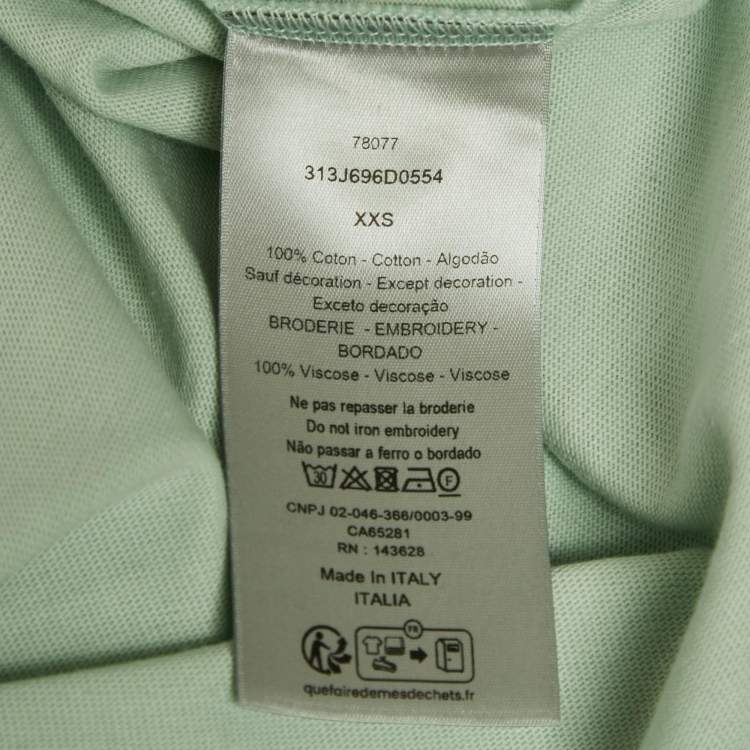 78077
313J696D0554
XXS
100% Coton - Cotton - Algodão
Sauf décoration - Except decoration -
Exceto decoração
BRODERIE - EMBROIDERY -
BORDADO
100% Viscose - Viscose - Viscose
Ne pas repasser la broderie
Do not iron embroidery
Não passar a ferro o bordado
30 F
CNPJ 02-046-366/0003-99
CA65281
RN : 143628
Made In ITALY
ITALIA
FR
quefairedemesdechets.fr